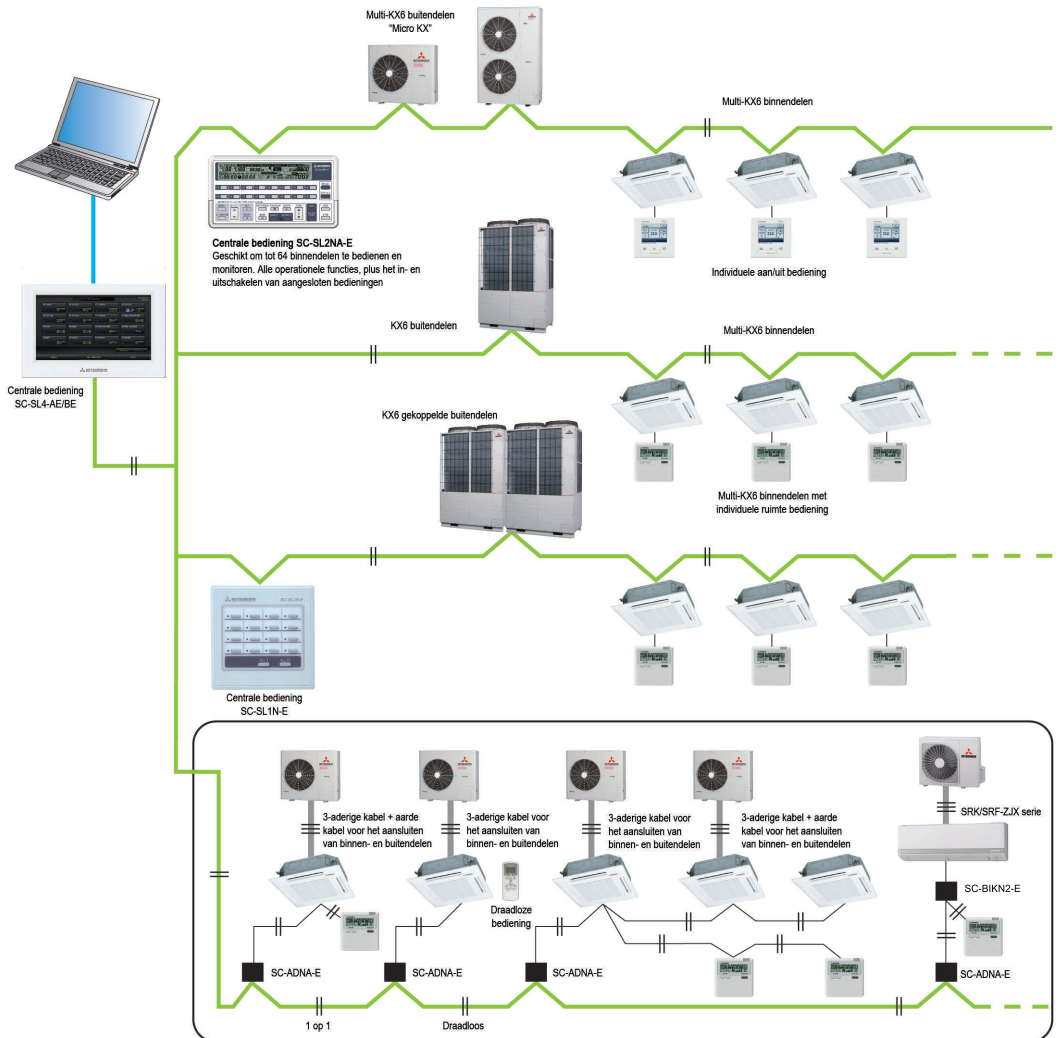 Multi-KX6 buitendelen
“Micro KX”
Multi-KX6 binnendelen
Centrale bediening SC-SL2NA-E
Geschikt om tot 64 binnendelen te bedienen en
monitoren. Alle operationele functies, plus het in- en
uitschakelen van aangesloten bedieningen
Individuele aan/uit bediening
KX6 buitendelen
Multi-KX6 binnendelen
Centrale bediening
SC-SL4-AE/BE
KX6 gekoppelde buitendelen
Multi-KX6 binnendelen met
individuele ruimte bediening
Centrale bediening
SC-SL1N-E
3-aderige kabel + aarde
kabel voor het aansluiten
van binnen- en buitendelen
3-aderige kabel voor
het aansluiten van
binnen- en buitendelen
3-aderige kabel voor
het aansluiten van
binnen- en buitendelen
3-aderige kabel + aarde
kabel voor het aansluiten
van binnen- en buitendelen
SRK/SRF-ZJX serie
Draadloze
bediening
SC-BIKN2-E
SC-ADNA-E
SC-ADNA-E
SC-ADNA-E
SC-ADNA-E
1 op 1
Draadloos